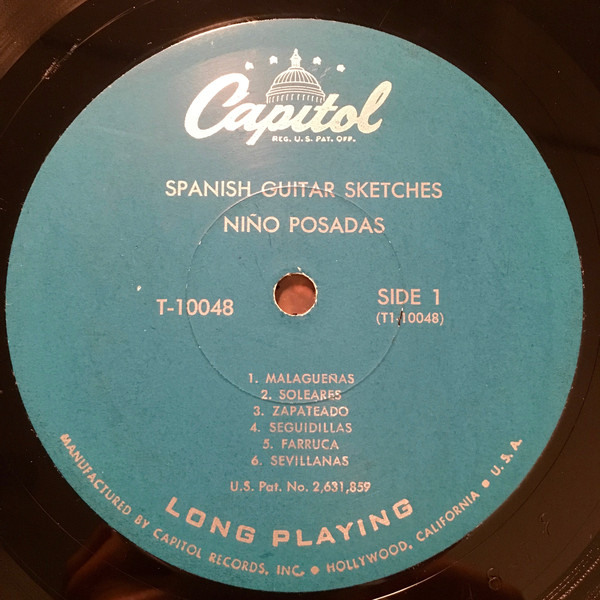 Capitol
REG. U.S. PAT. OFF.
SPANISH GUITAR SKETCHES
NIÑO POSADAS
T-10048
SIDE 1
(T1-10048)
1. MALAGUEÑAS
2. SOLEARES
3. ZAPATEADO
4. SEGUIDILLAS
5. FARRUCA
6. SEVILLANAS
U.S. Pat. No. 2,631,859
LONG PLAYING
MANUFACTURED BY CAPITOL RECORDS, INC. • HOLLYWOOD, CALIFORNIA • U.S.A.